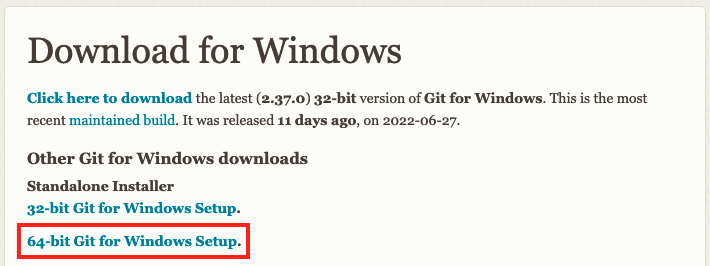 Download for Windows
Click here to download the latest (2.37.0) 32-bit version of Git for Windows. This is the most
recent maintained build. It was released 11 days ago, on 2022-06-27.
Other Git for Windows downloads
Standalone Installer
32-bit Git for Windows Setup.
64-bit Git for Windows Setup.